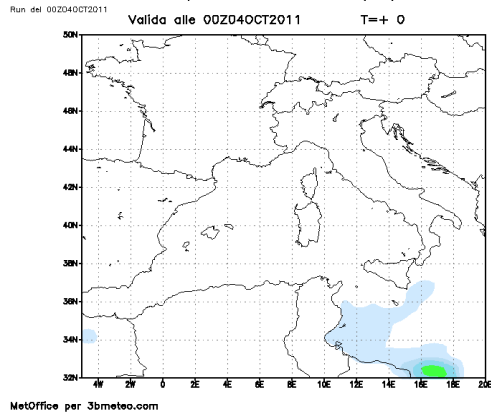 Run del 00Z04OCT2011
Valida alle 00Z04OCT2011 T=+ 0
50N
48N
46N
44N
42N
40N
38N
36N
34N
32N
4W 2W 0 2E 4E 6E 8E 10E 12E 14E 16E 18E 20E
MetOffice per 3bmeteo.com